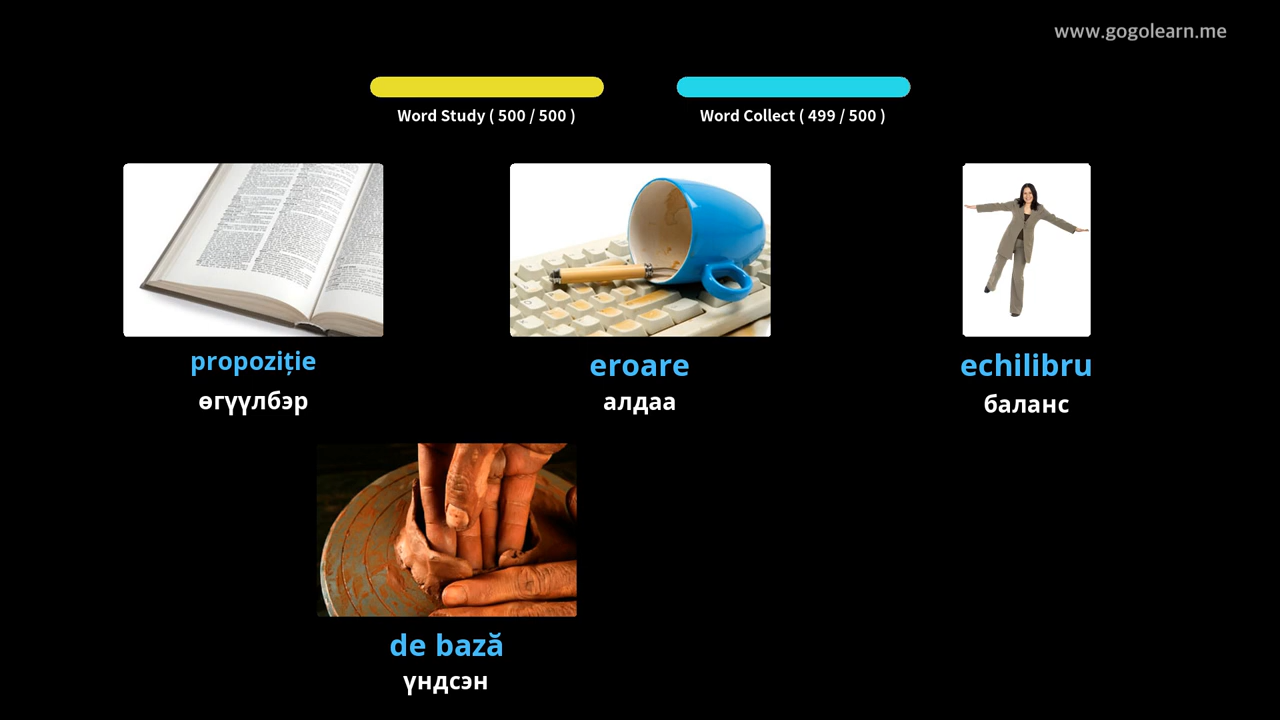 www.gogolearn.me
Word Study ( 500 / 500 )
Word Collect ( 499 / 500 )
propoziție
өгүүлбэр
eroare
алдаа
echilibru
баланс
de bază
үндсэн